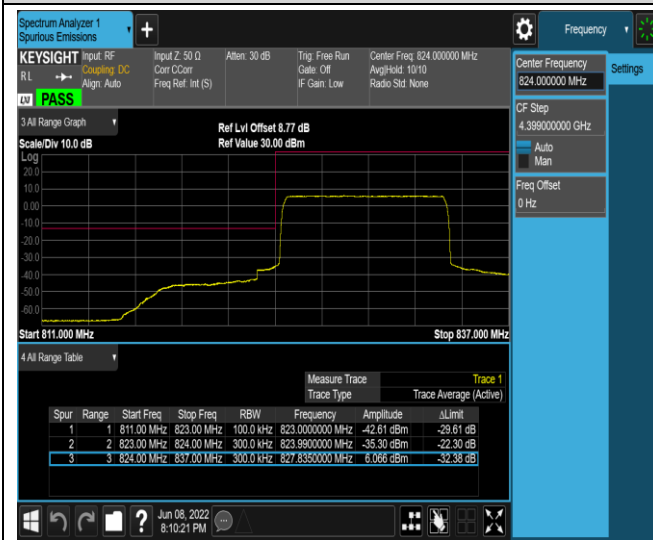 Spectrum Analyzer 1
Spurious Emissions
+
Frequency
KEYSIGHT Input: RF Input Z: 50 Ω Atten: 30 dB Trig: Free Run Center Freq: 824.000000 MHz
RL Coupling: DC Corr CCorr Gate: Off Avg|Hold: 10/10
Align: Auto Freq Ref: Int (S) IF Gain: Low Radio Std: None
LXI PASS
Center Frequency
824.000000 MHz
Settings
CF Step
4.399000000 GHz
Auto
Man
Freq Offset
0 Hz
3 All Range Graph
Ref Lvl Offset 8.77 dB
Scale/Div 10.0 dB Ref Value 30.00 dBm
Log
20.0
10.0
0.00
-10.0
-20.0
-30.0
-40.0
-50.0
-60.0
Start 811.000 MHz Stop 837.000 MHz
4 All Range Table
Measure Trace Trace 1
Trace Type Trace Average (Active)
Spur Range Start Freq Stop Freq RBW Frequency Amplitude ΔLimit
1 1 811.00 MHz 823.00 MHz 100.0 kHz 823.0000000 MHz -42.61 dBm -29.61 dB
2 2 823.00 MHz 824.00 MHz 300.0 kHz 823.9900000 MHz -35.30 dBm -22.30 dB
3 3 824.00 MHz 837.00 MHz 300.0 kHz 827.8350000 MHz 6.066 dBm -32.38 dB
?
Jun 08, 2022
8:10:21 PM